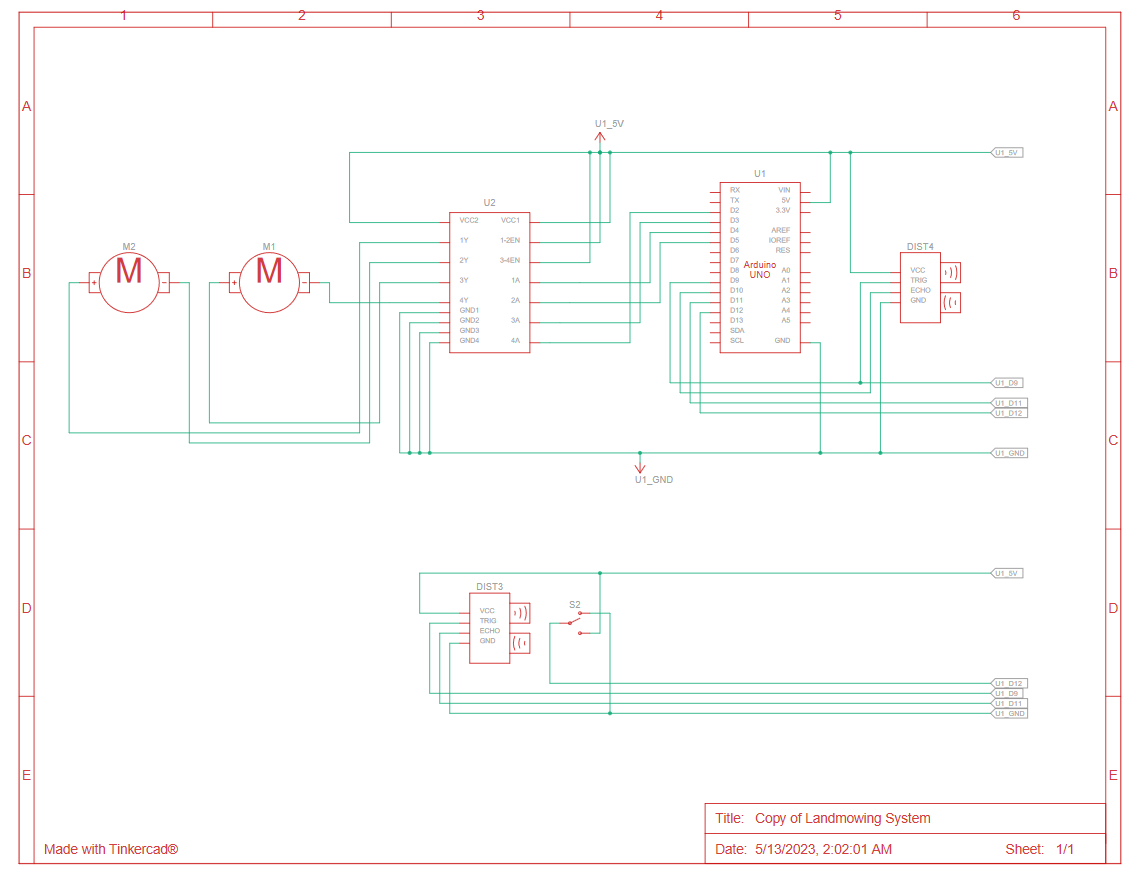 1 2 3 4 5 6
A A
U1_5V
U1_5V
U1
U2
RX VIN
TX 5V
D2 3.3V
D3
D4 AREF
D5 IOREF
D6 RES
D7
D8 A0
D9 A1
D10 A2
D11 A3
D12 A4
D13 A5
SDA
SCL GND
Arduino
UNO
VCC2 VCC1
1Y 1-2EN
2Y 3-4EN
3Y 1A
4Y 2A
GND1
GND2 3A
GND3
GND4 4A
M2 M1
M M
+ - + -
B B
DIST4
VCC
TRIG
ECHO
GND
U1_D9
U1_D11
U1_D12
C C
U1_GND
U1_GND
U1_5V
DIST3
VCC
TRIG
ECHO
GND
S2
D D
U1_D12
U1_D9
U1_D11
U1_GND
E E
Title: Copy of Landmowing System
Made with Tinkercad®
Date: 5/13/2023, 2:02:01 AM Sheet: 1/1